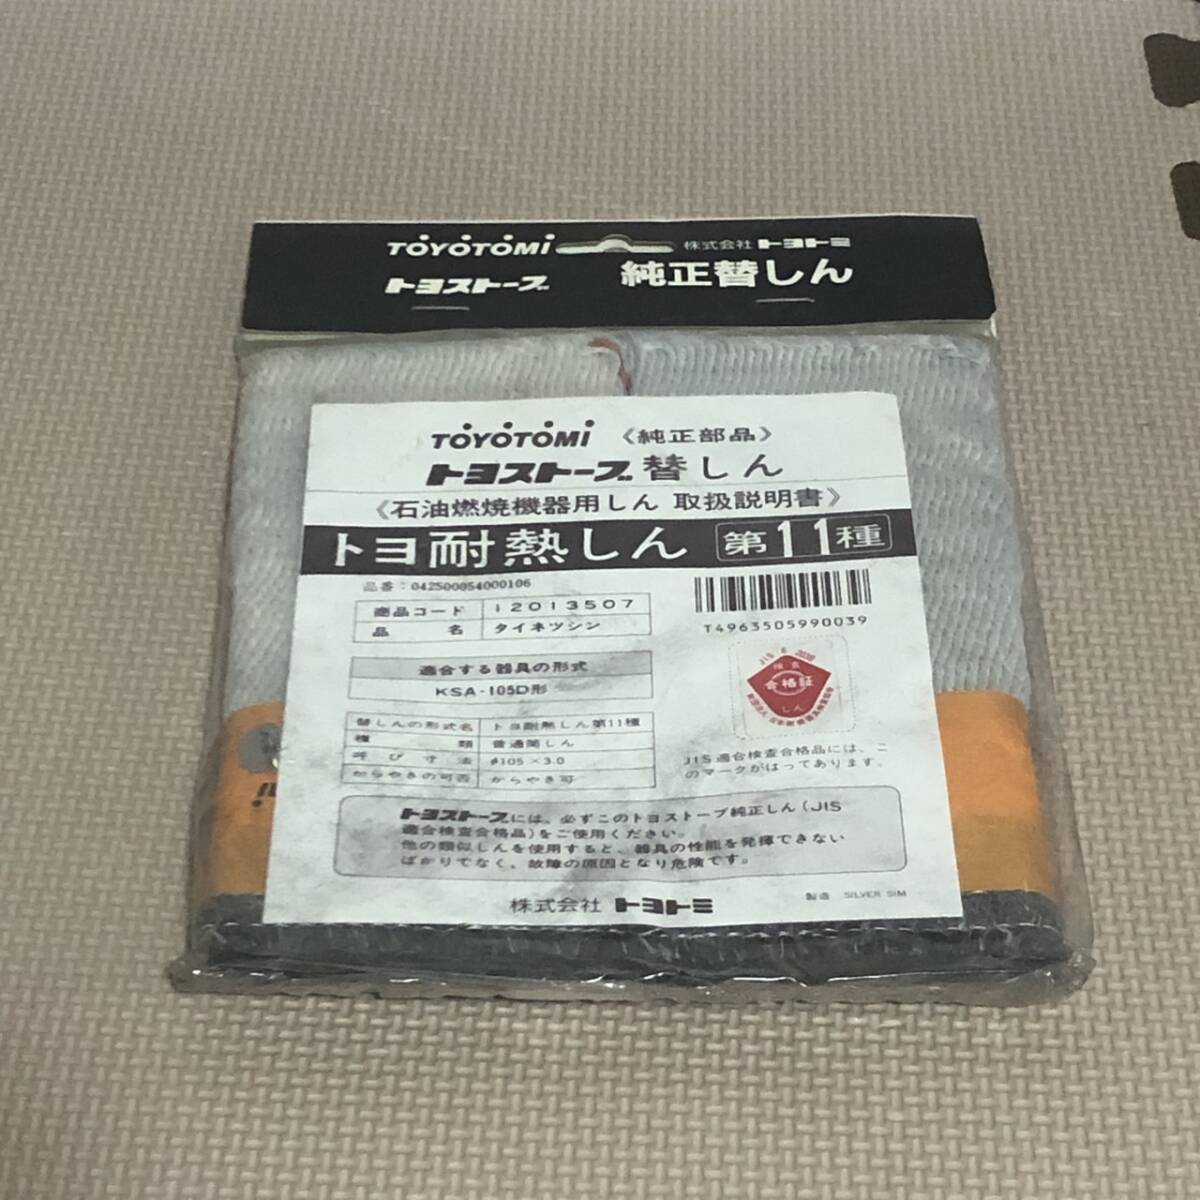 TOYOTOMI 株式会社 トヨトミ
トヨストーブ 純正替しん
TOYOTOMI 《純正部品》
トヨストーブ 替しん
《石油燃焼機器用しん 取扱説明書》
トヨ耐熱しん 第11種
品番：042500054000106
商品コード 12013507
品名 タイネツシン
T4963505990039
適合する器具の形式
KSA-105D形
替しんの形式名 トヨ耐熱しん第11種
種類 普通筒しん
呼び寸法 φ105×3.0
からやきの可否 からやき可
JIS S 2038
検査
合格証
しん
JIS適合検査合格品には、こ
のマークがはってあります。
トヨストーブには、必ずこのトヨストーブ純正しん（JIS
適合検査合格品）をご使用ください。
他の類似しんを使用すると、器具の性能を発揮できない
ばかりでなく、故障の原因となり危険です。
株式会社 トヨトミ
製造 SILVER SIM